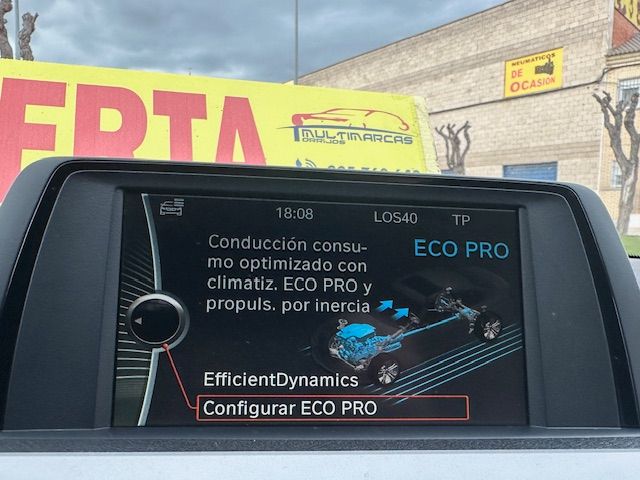 ERTA
MULTIMARCAS
TORRIJOS
NEUMATICOS
DE
OCASION
18:08 LOS40 TP
ECO PRO
Conducción consu-
mo optimizado con
climatiz. ECO PRO y
propuls. por inercia
EfficientDynamics
Configurar ECO PRO